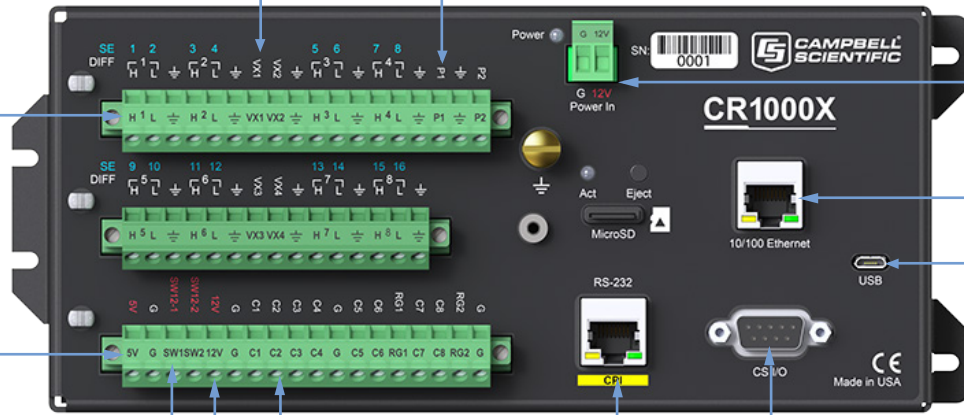 SE 1 2 3 4 5 6 7 8
DIFF H 1 L ⏚ H 2 L ⏚ VX1 VX2 ⏚ H 3 L ⏚ H 4 L ⏚ P1 ⏚ P2
H 1 L ⏚ H 2 L ⏚ VX1 VX2 ⏚ H 3 L ⏚ H 4 L ⏚ P1 ⏚ P2
SE 9 10 11 12 13 14 15 16
DIFF H 5 L ⏚ H 6 L ⏚ VX3 VX4 ⏚ H 7 L ⏚ H 8 L ⏚
H 5 L ⏚ H 6 L ⏚ VX3 VX4 ⏚ H 7 L ⏚ H 8 L ⏚
5V G SW12-1 SW12-2 12V G C1 C2 C3 C4 G C5 C6 RG1 C7 C8 RG2 G
5V G SW1 SW2 12V G C1 C2 C3 C4 G C5 C6 RG1 C7 C8 RG2 G
Power
G 12V
G 12V
Power In
SN:
0001
CAMPBELL®
SCIENTIFIC
CR1000X
Act Eject
MicroSD
10/100 Ethernet
USB
RS-232
CPI
CS I/O
CE
Made in USA